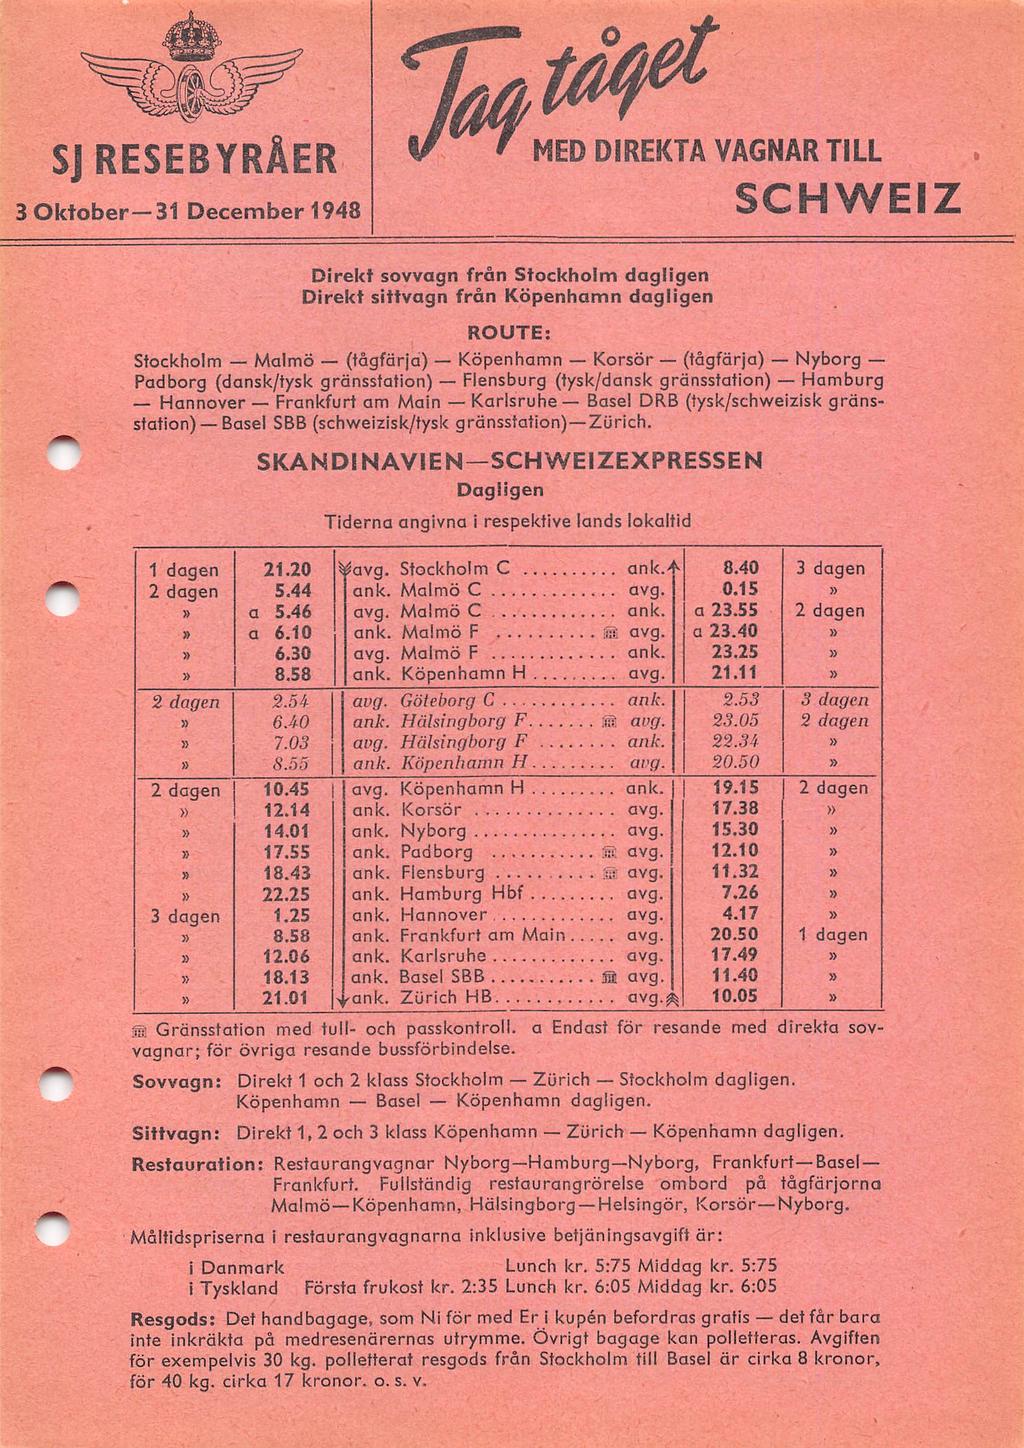 SJ RESEBYRÅER
3 Oktober—31 December 1948
Tag tåget
MED DIREKTA VAGNAR TILL
SCHWEIZ
Direkt sovvagn från Stockholm dagligen
Direkt sittvagn från Köpenhamn dagligen
ROUTE:
Stockholm — Malmö — (tågfärja) — Köpenhamn — Korsör — (tågfärja) — Nyborg —
Padborg (dansk/tysk gränsstation) — Flensburg (tysk/dansk gränsstation) — Hamburg
— Hannover — Frankfurt am Main — Karlsruhe — Basel DRB (tysk/schweizisk gräns-
station) — Basel SBB (schweizisk/tysk gränsstation)—Zürich.
SKANDINAVIEN—SCHWEIZEXPRESSEN
Dagligen
Tiderna angivna i respektive lands lokaltid
1 dagen 21.20 avg. Stockholm C .......... ank. 8.40 3 dagen
2 dagen 5.44 ank. Malmö C ............. avg. 0.15 »
» a 5.46 avg. Malmö C ............. ank. a 23.55 2 dagen
» a 6.10 ank. Malmö F .......... avg. a 23.40 »
» 6.30 avg. Malmö F ............. ank. 23.25 »
» 8.58 ank. Köpenhamn H ......... avg. 21.11 »
2 dagen 2.54 avg. Göteborg C ............ ank. 2.53 3 dagen
» 6.40 ank. Hälsingborg F....... avg. 23.05 2 dagen
» 7.03 avg. Hälsingborg F ........ ank. 22.34 »
» 8.55 ank. Köpenhamn H......... avg. 20.50 »
2 dagen 10.45 avg. Köpenhamn H ......... ank. 19.15 2 dagen
» 12.14 ank. Korsör .............. avg. 17.38 »
» 14.01 ank. Nyborg .............. avg. 15.30 »
» 17.55 ank. Padborg ........... avg. 12.10 »
» 18.43 ank. Flensburg .......... avg. 11.32 »
» 22.25 ank. Hamburg Hbf ......... avg. 7.26 »
3 dagen 1.25 ank. Hannover ............ avg. 4.17 »
» 8.58 ank. Frankfurt am Main ..... avg. 20.50 1 dagen
» 12.06 ank. Karlsruhe ............. avg. 17.49 »
» 18.13 ank. Basel SBB ........... avg. 11.40 »
» 21.01 ank. Zürich HB ............ avg. 10.05 »
Gränsstation med tull- och passkontroll. a Endast för resande med direkta sov-
vagnar; för övriga resande bussförbindelse.
Sovvagn: Direkt 1 och 2 klass Stockholm — Zürich — Stockholm dagligen.
Köpenhamn — Basel — Köpenhamn dagligen.
Sittvagn: Direkt 1, 2 och 3 klass Köpenhamn — Zürich — Köpenhamn dagligen.
Restauration: Restaurangvagnar Nyborg—Hamburg—Nyborg, Frankfurt—Basel—
Frankfurt. Fullständig restaurangrörelse ombord på tågfärjorna
Malmö—Köpenhamn, Hälsingborg—Helsingör, Korsör—Nyborg.
Måltidspriserna i restaurangvagnarna inklusive betjäningsavgift är:
i Danmark Lunch kr. 5:75 Middag kr. 5:75
i Tyskland Första frukost kr. 2:35 Lunch kr. 6:05 Middag kr. 6:05
Resgods: Det handbagage, som Ni för med Er i kupén befordras gratis — det får bara
inte inkräkta på medresenärernas utrymme. Övrigt bagage kan polletteras. Avgiften
för exempelvis 30 kg. polletterat resgods från Stockholm till Basel är cirka 8 kronor,
för 40 kg. cirka 17 kronor. o. s. v.